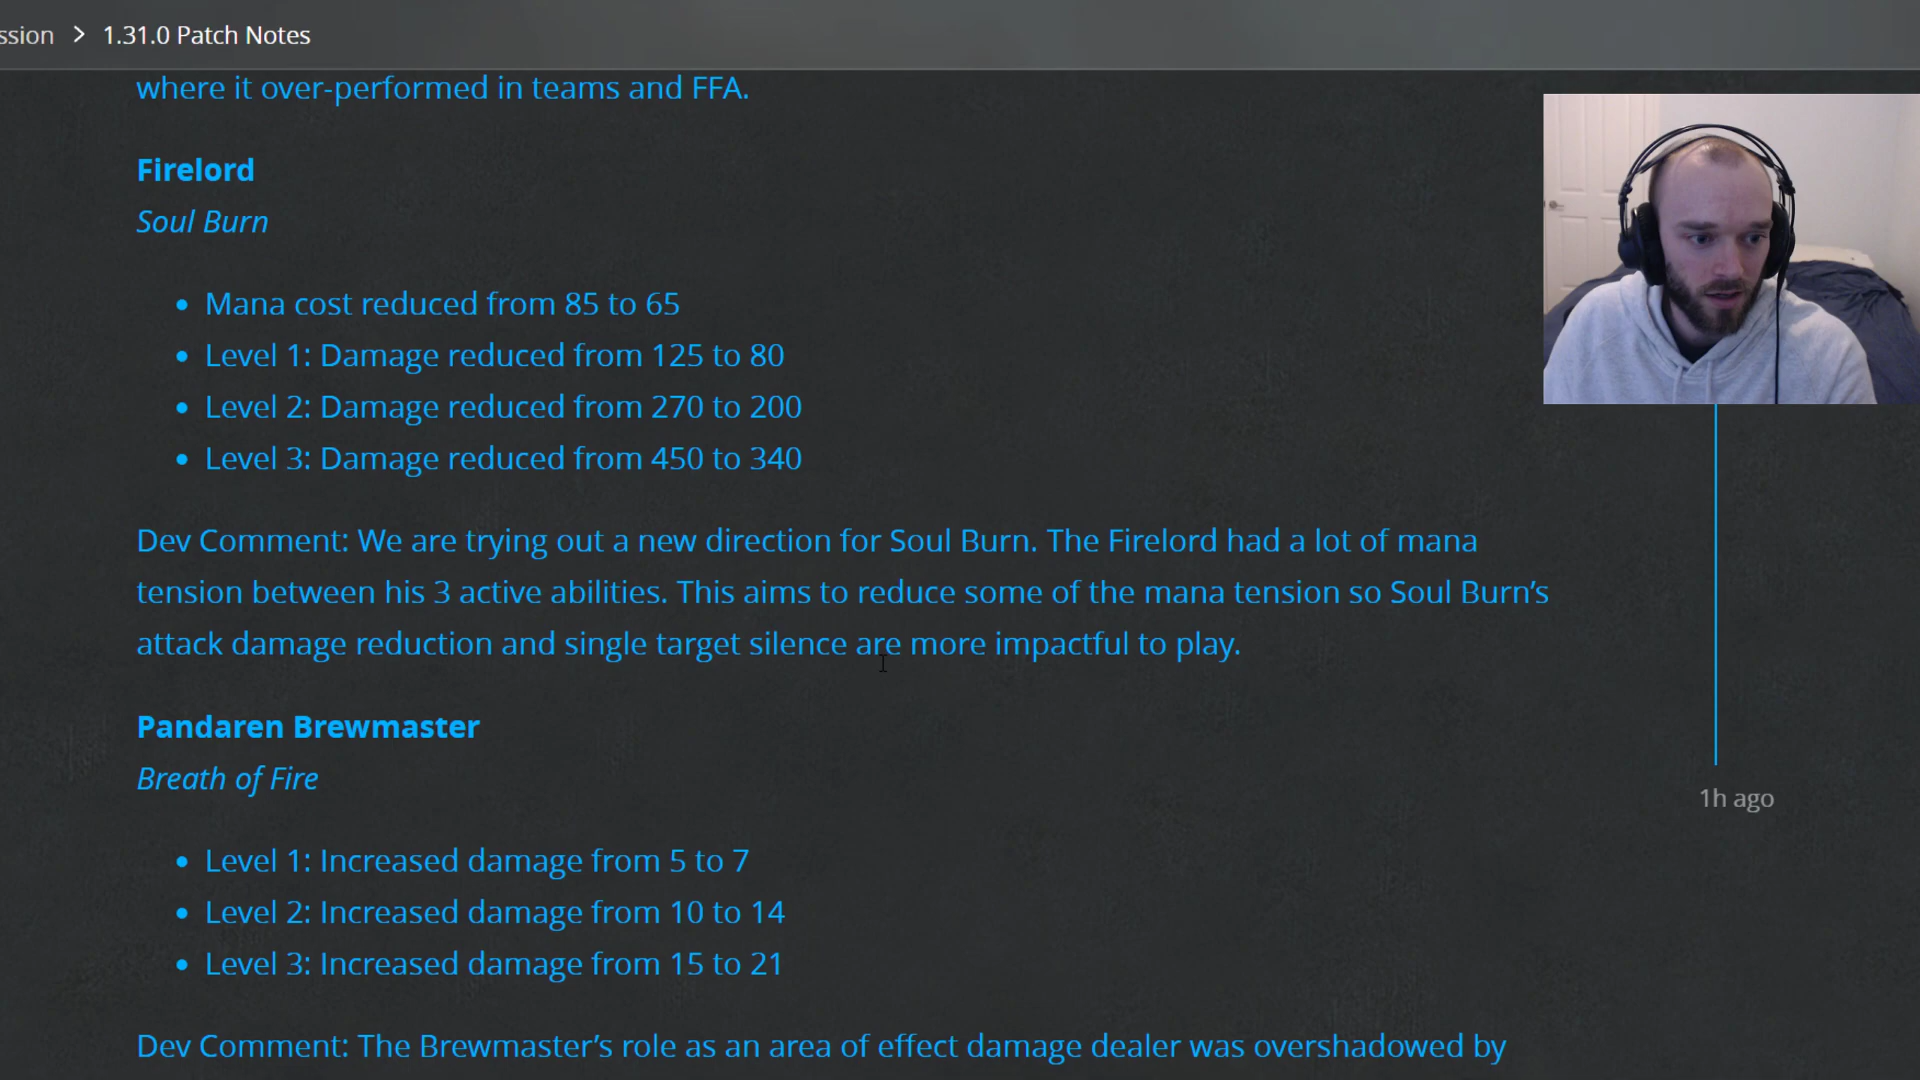 ssion > 1.31.0 Patch Notes
where it over-performed in teams and FFA.
Firelord
Soul Burn
• Mana cost reduced from 85 to 65
• Level 1: Damage reduced from 125 to 80
• Level 2: Damage reduced from 270 to 200
• Level 3: Damage reduced from 450 to 340
Dev Comment: We are trying out a new direction for Soul Burn. The Firelord had a lot of mana
tension between his 3 active abilities. This aims to reduce some of the mana tension so Soul Burn’s
attack damage reduction and single target silence are more impactful to play.
Pandaren Brewmaster
Breath of Fire
1h ago
• Level 1: Increased damage from 5 to 7
• Level 2: Increased damage from 10 to 14
• Level 3: Increased damage from 15 to 21
Dev Comment: The Brewmaster’s role as an area of effect damage dealer was overshadowed by